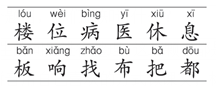 lóu wèi bìng yī xiū xī
楼 位 病 医 休 息
bǎn xiǎng zhǎo bù bǎ dōu
板 响 找 布 把 都